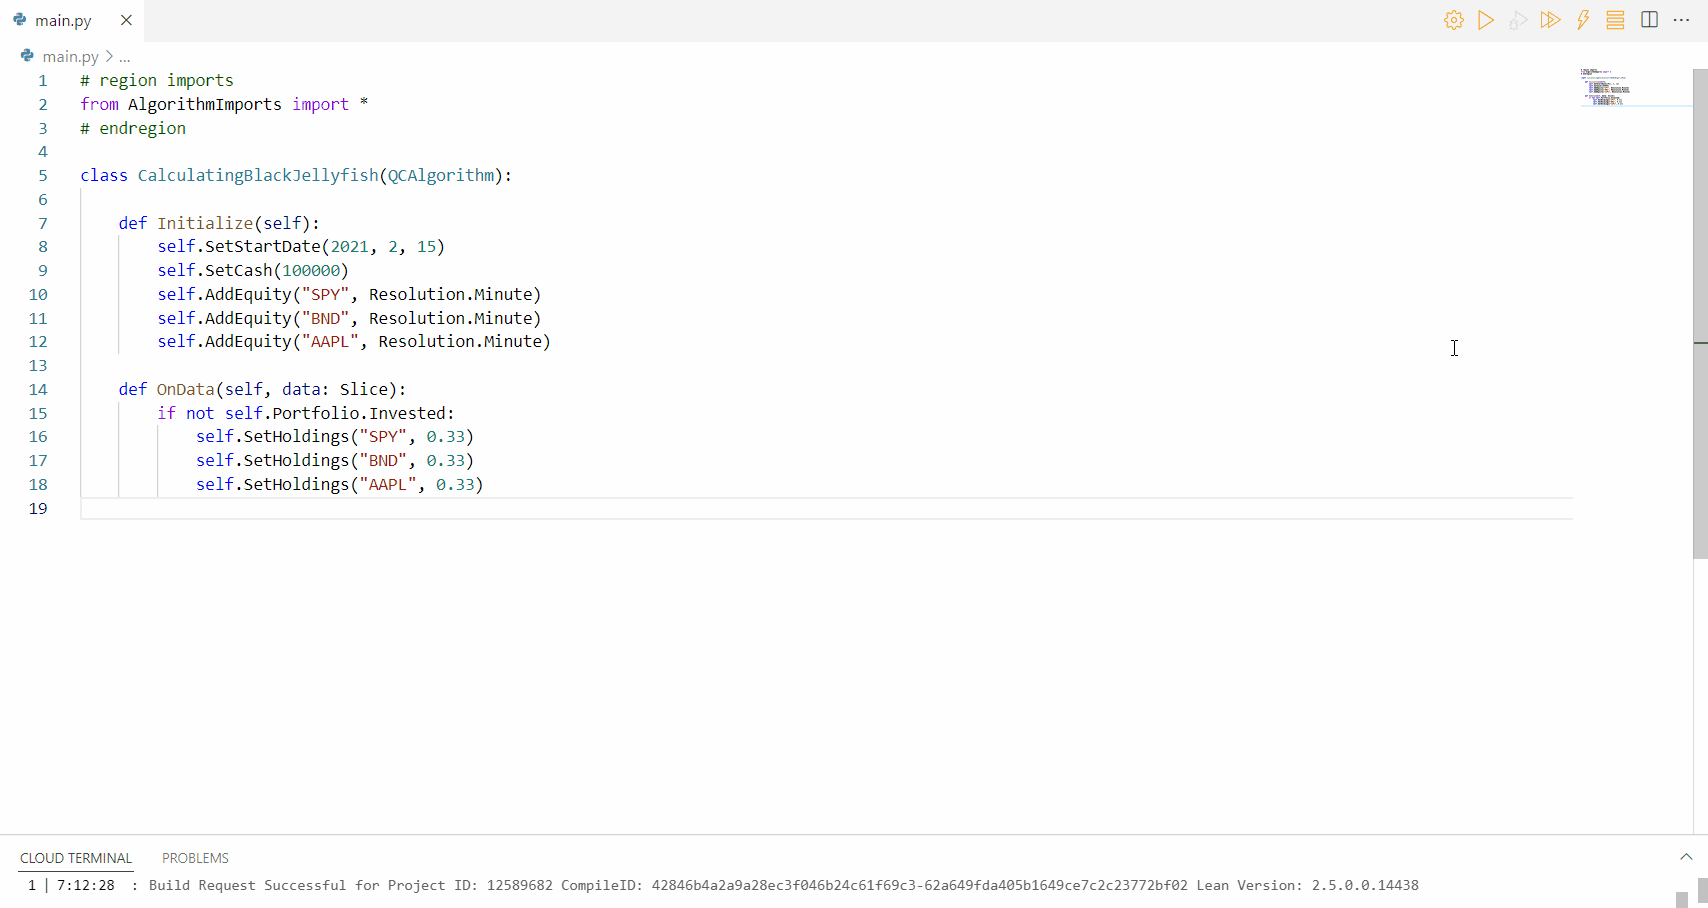 main.py
main.py > ...
1 # region imports
2 from AlgorithmImports import *
3 # endregion
4
5 class CalculatingBlackJellyfish(QCAlgorithm):
6
7 def Initialize(self):
8 self.SetStartDate(2021, 2, 15)
9 self.SetCash(100000)
10 self.AddEquity("SPY", Resolution.Minute)
11 self.AddEquity("BND", Resolution.Minute)
12 self.AddEquity("AAPL", Resolution.Minute)
13
14 def OnData(self, data: Slice):
15 if not self.Portfolio.Invested:
16 self.SetHoldings("SPY", 0.33)
17 self.SetHoldings("BND", 0.33)
18 self.SetHoldings("AAPL", 0.33)
19
CLOUD TERMINAL PROBLEMS
1 | 7:12:28 : Build Request Successful for Project ID: 12589682 CompileID: 42846b4a2a9a28ec3f046b24c61f69c3-62a649fda405b1649ce7c2c23772bf02 Lean Version: 2.5.0.0.14438